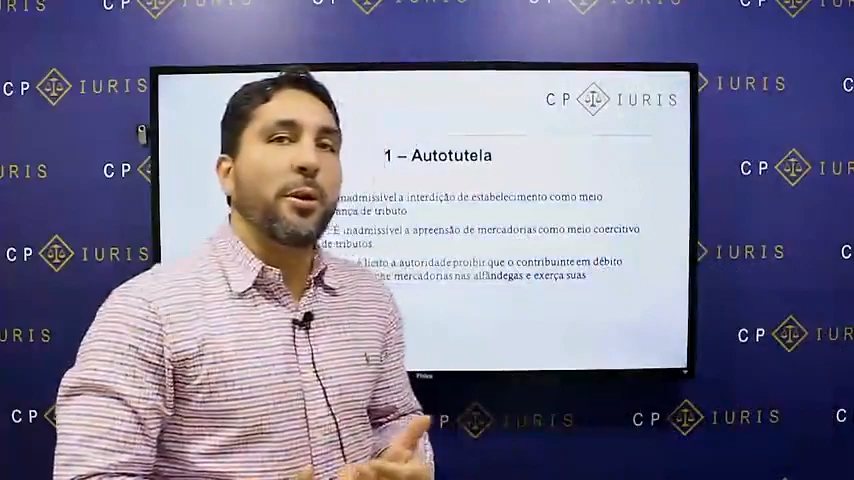 CP IURIS
1 – Autotutela
inadmissível a interdição de estabelecimento como meio
de tributo
É inadmissível a apreensão de mercadorias como meio coercitivo
de tributos.
lícito a autoridade proibir que o contribuinte em débito
mercadorias nas alfândegas e exerça suas
CP IURIS
CP IURIS
CP IURIS
CP IURIS
CP IURIS
CP IURIS
CP IURIS